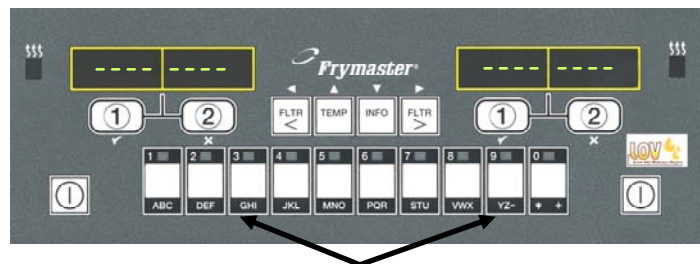 ---- ----
Frymaster®
---- ----
1 2
FLTR < TEMP INFO FLTR >
1 2
1 2 3 4 5 6 7 8 9 0
ABC DEF GHI JKL MNO PQR STU VWX YZ- * +
LOV